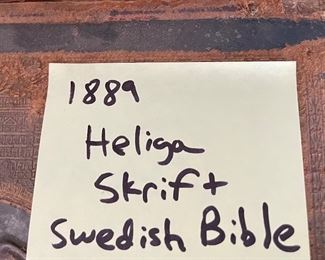 1889
Heliga
Skrift
Swedish Bible